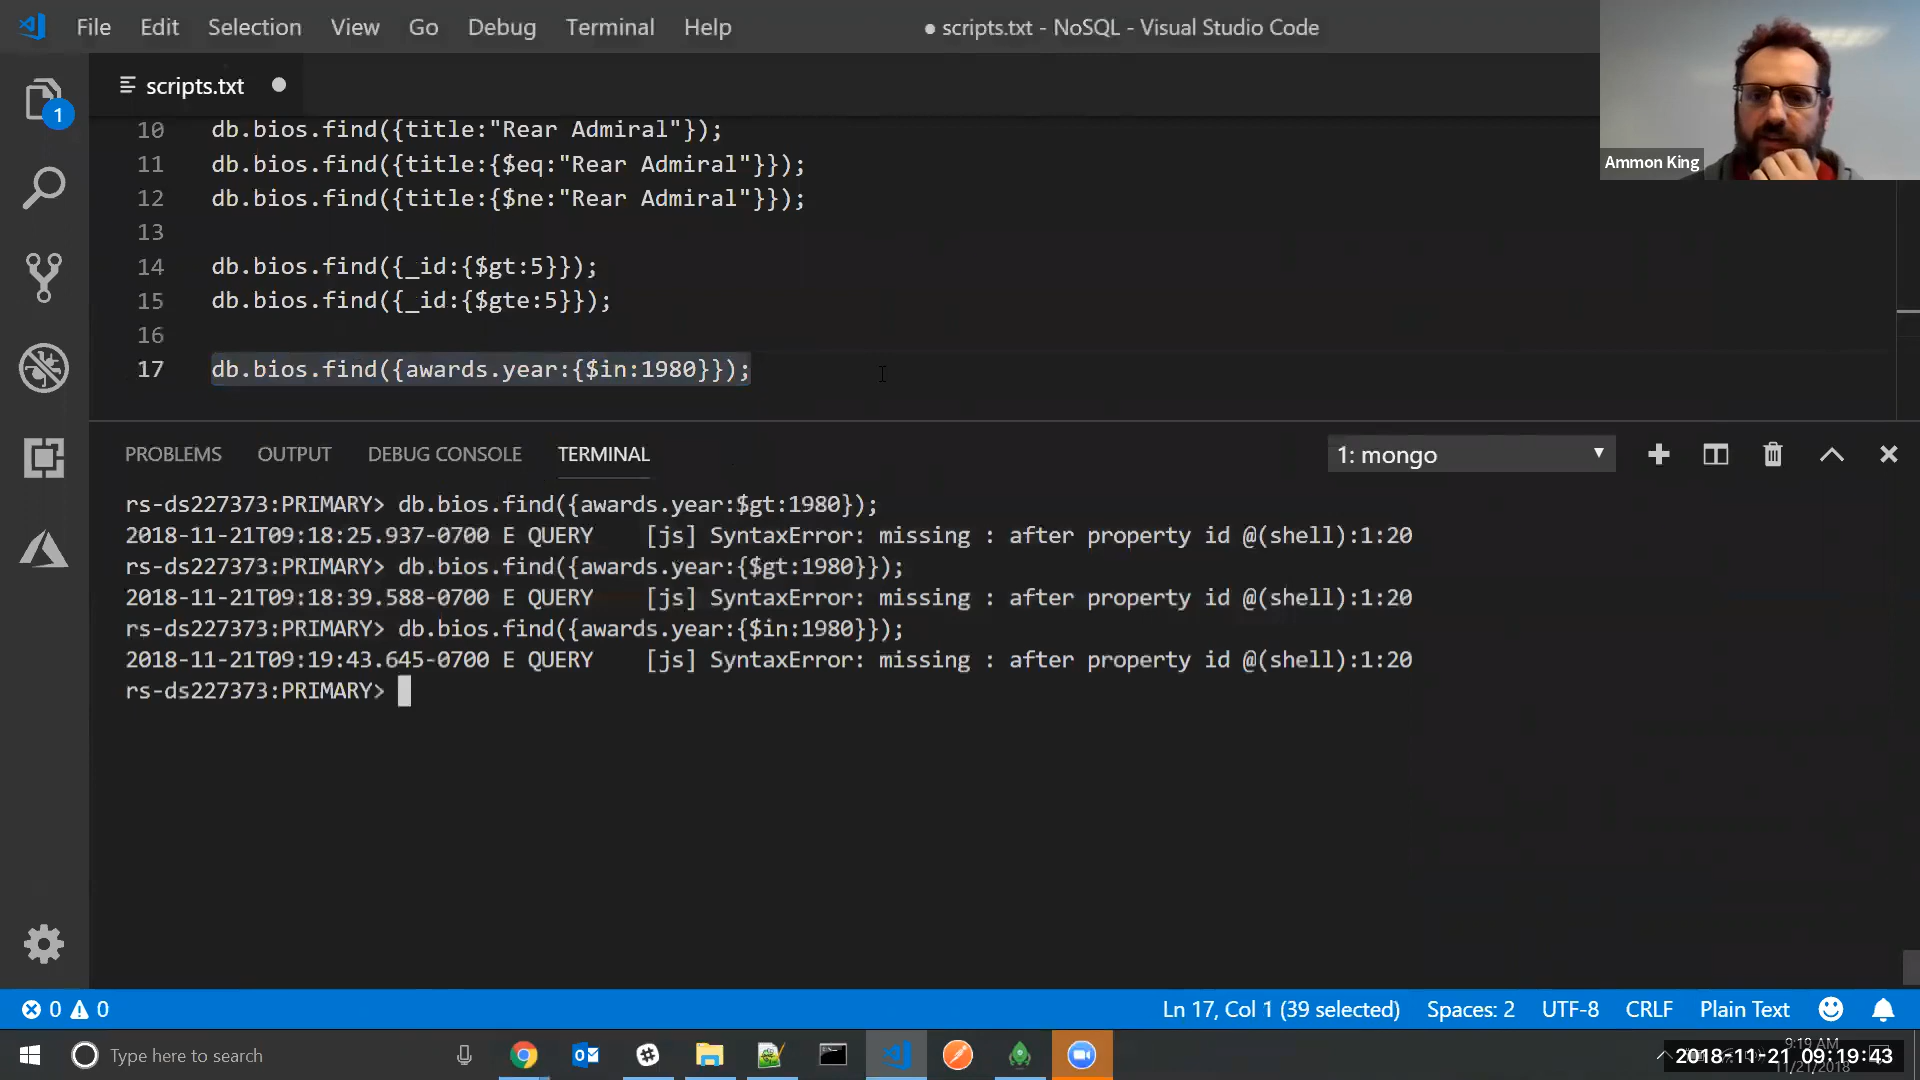 File Edit Selection View Go Debug Terminal Help
● scripts.txt - NoSQL - Visual Studio Code
scripts.txt
1
10 db.bios.find({title:"Rear Admiral"});
11 db.bios.find({title:{$eq:"Rear Admiral"}});
12 db.bios.find({title:{$ne:"Rear Admiral"}});
13
14 db.bios.find({_id:{$gt:5}});
15 db.bios.find({_id:{$gte:5}});
16
17 db.bios.find({awards.year:{$in:1980}});
Ammon King
PROBLEMS OUTPUT DEBUG CONSOLE TERMINAL 1: mongo
rs-ds227373:PRIMARY> db.bios.find({awards.year:$gt:1980});
2018-11-21T09:18:25.937-0700 E QUERY [js] SyntaxError: missing : after property id @(shell):1:20
rs-ds227373:PRIMARY> db.bios.find({awards.year:{$gt:1980}});
2018-11-21T09:18:39.588-0700 E QUERY [js] SyntaxError: missing : after property id @(shell):1:20
rs-ds227373:PRIMARY> db.bios.find({awards.year:{$in:1980}});
2018-11-21T09:19:43.645-0700 E QUERY [js] SyntaxError: missing : after property id @(shell):1:20
rs-ds227373:PRIMARY>
0 0 Ln 17, Col 1 (39 selected) Spaces: 2 UTF-8 CRLF Plain Text
Type here to search
9:19 AM
2018-11-21 09:19:43
11/21/2018